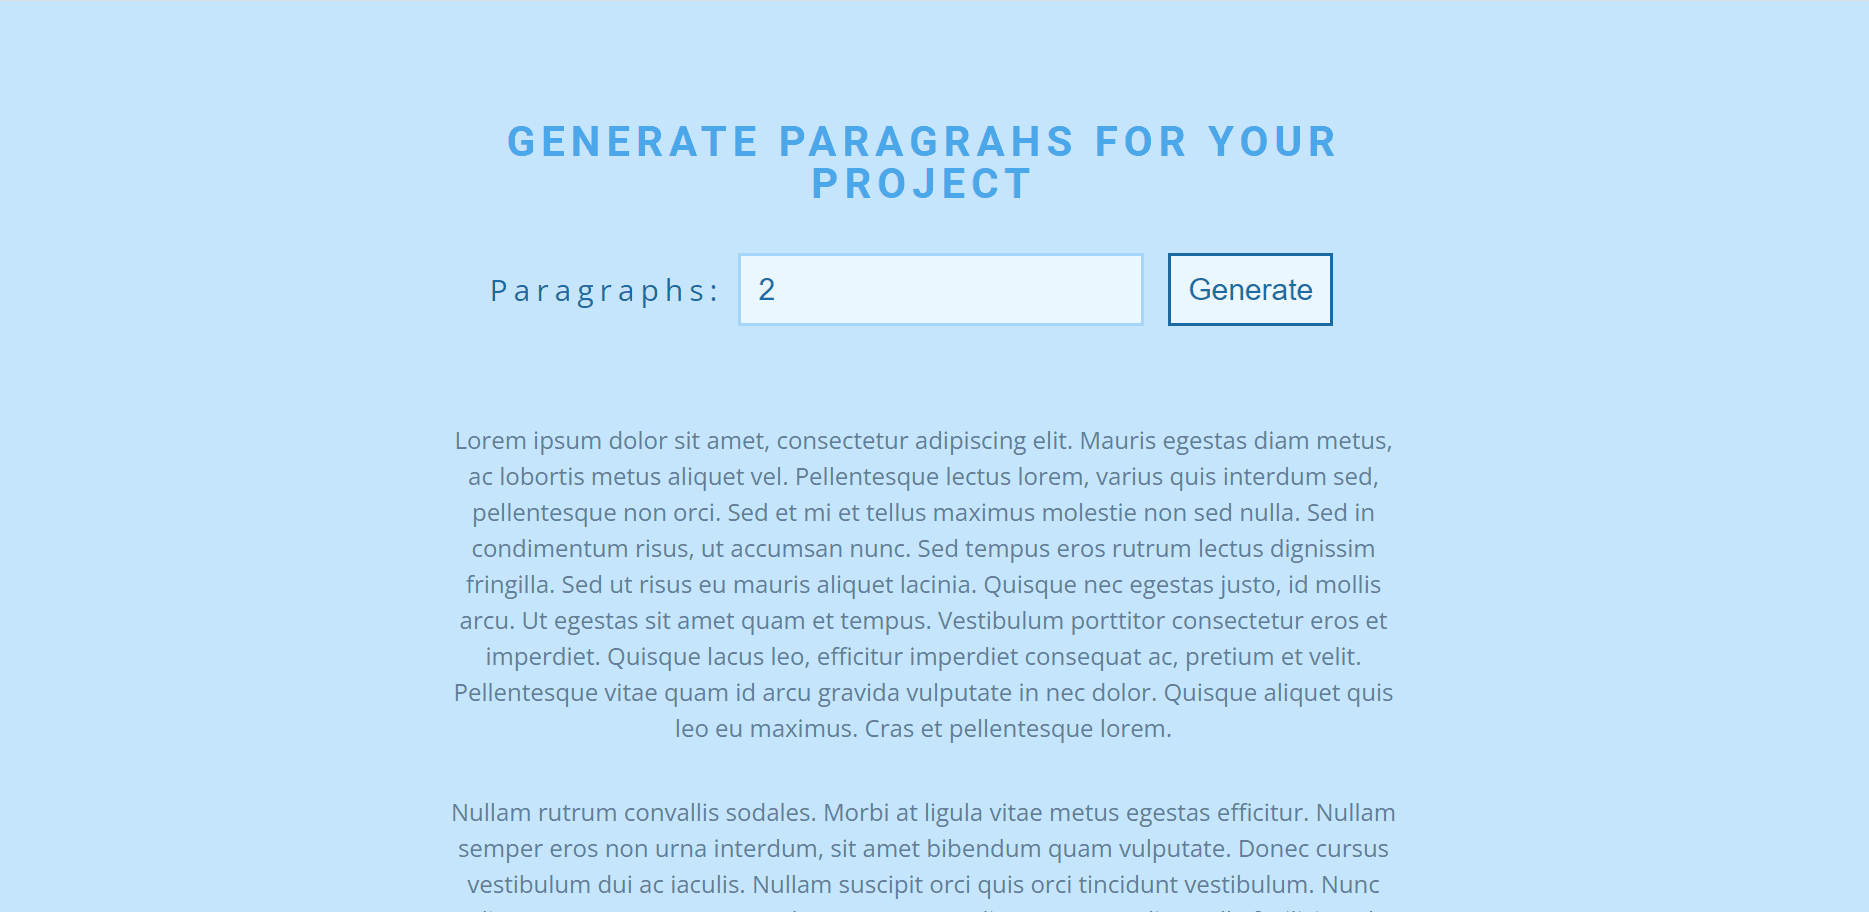 GENERATE PARAGRAHS FOR YOUR
PROJECT
Paragraphs: 2 Generate
Lorem ipsum dolor sit amet, consectetur adipiscing elit. Mauris egestas diam metus,
ac lobortis metus aliquet vel. Pellentesque lectus lorem, varius quis interdum sed,
pellentesque non orci. Sed et mi et tellus maximus molestie non sed nulla. Sed in
condimentum risus, ut accumsan nunc. Sed tempus eros rutrum lectus dignissim
fringilla. Sed ut risus eu mauris aliquet lacinia. Quisque nec egestas justo, id mollis
arcu. Ut egestas sit amet quam et tempus. Vestibulum porttitor consectetur eros et
imperdiet. Quisque lacus leo, efficitur imperdiet consequat ac, pretium et velit.
Pellentesque vitae quam id arcu gravida vulputate in nec dolor. Quisque aliquet quis
leo eu maximus. Cras et pellentesque lorem.
Nullam rutrum convallis sodales. Morbi at ligula vitae metus egestas efficitur. Nullam
semper eros non urna interdum, sit amet bibendum quam vulputate. Donec cursus
vestibulum dui ac iaculis. Nullam suscipit orci quis orci tincidunt vestibulum. Nunc